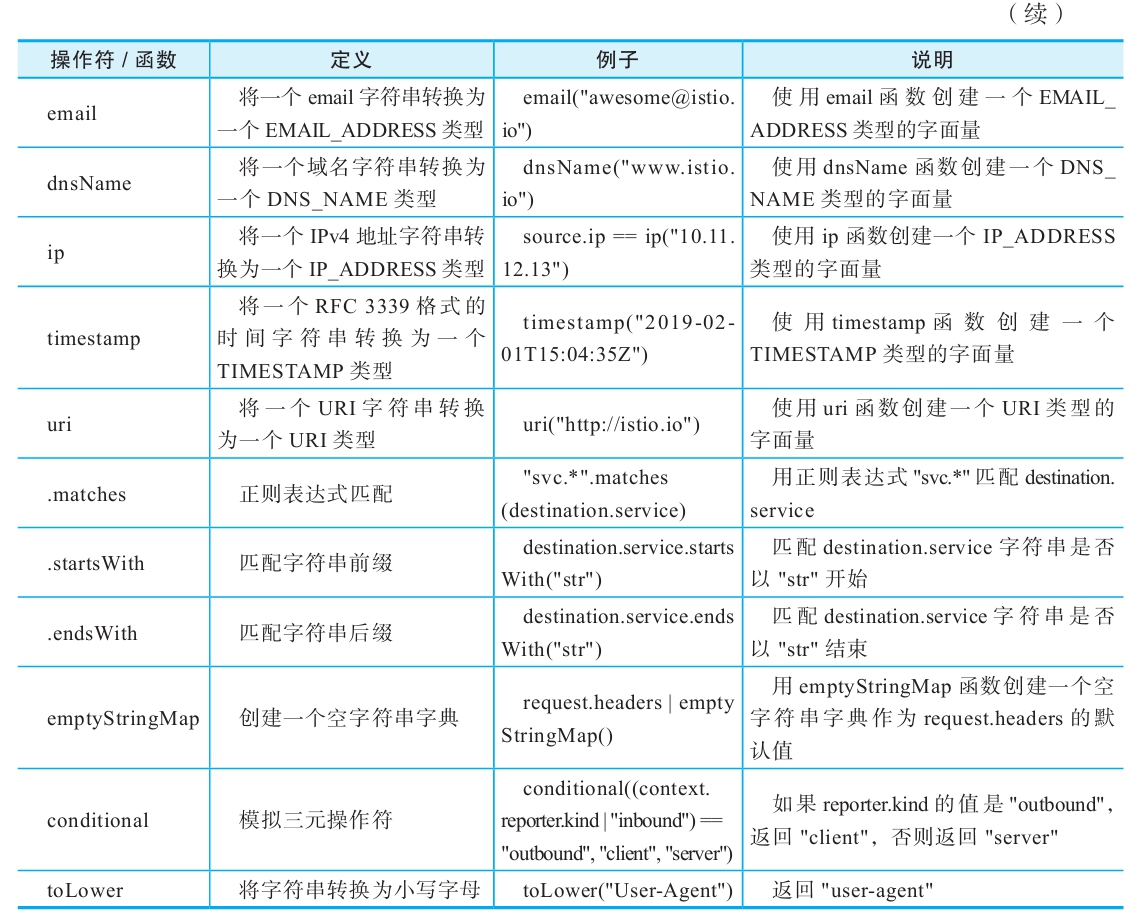 （续）
操作符 / 函数 定义 例子 说明
email
将一个 email 字符串转换为
一个 EMAIL_ADDRESS 类型
email("awesome@istio.
io")
使用 email 函数创建一个 EMAIL_
ADDRESS 类型的字面量
dnsName
将一个域名字符串转换为
一个 DNS_NAME 类型
dnsName("www.istio.
io")
使用 dnsName 函数创建一个 DNS_
NAME 类型的字面量
ip
将一个 IPv4 地址字符串转
换为一个 IP_ADDRESS 类型
source.ip == ip("10.11.
12.13")
使用 ip 函数创建一个 IP_ADDRESS
类型的字面量
timestamp
将一个 RFC 3339 格式的
时间字符串转换为一个
TIMESTAMP 类型
timestamp("2019-02-
01T15:04:35Z")
使用 timestamp 函数创建一个
TIMESTAMP 类型的字面量
uri
将一个 URI 字符串转换
为一个 URI 类型
uri("http://istio.io")
使用 uri 函数创建一个 URI 类型的
字面量
.matches
正则表达式匹配
"svc.*".matches
(destination.service)
用正则表达式 "svc.*" 匹配 destination.
service
.startsWith
匹配字符串前缀
destination.service.starts
With("str")
匹配 destination.service 字符串是否
以 "str" 开始
.endsWith
匹配字符串后缀
destination.service.ends
With("str")
匹配 destination.service 字符串是否
以 "str" 结束
emptyStringMap
创建一个空字符串字典
request.headers | empty
StringMap()
用 emptyStringMap 函数创建一个空
字符串字典作为 request.headers 的默
认值
conditional
模拟三元操作符
conditional((context.
reporter.kind | "inbound") ==
"outbound", "client", "server")
如果 reporter.kind 的值是 "outbound"，
返回 "client"，否则返回 "server"
toLower
将字符串转换为小写字母
toLower("User-Agent")
返回 "user-agent"